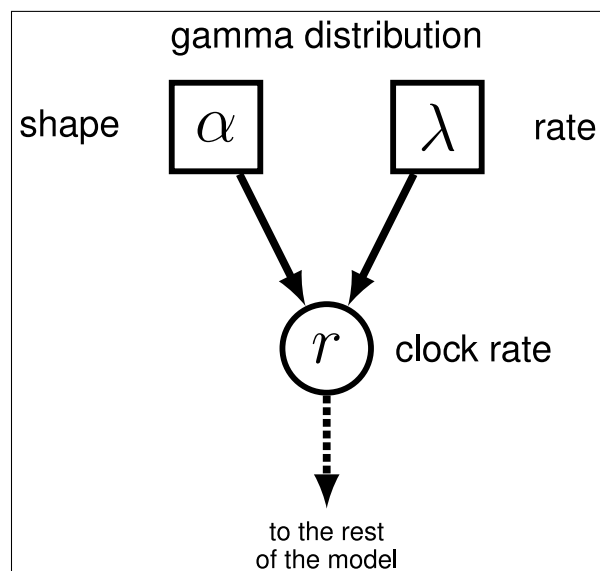 gamma distribution
shape α λ rate
r clock rate
to the rest
of the model